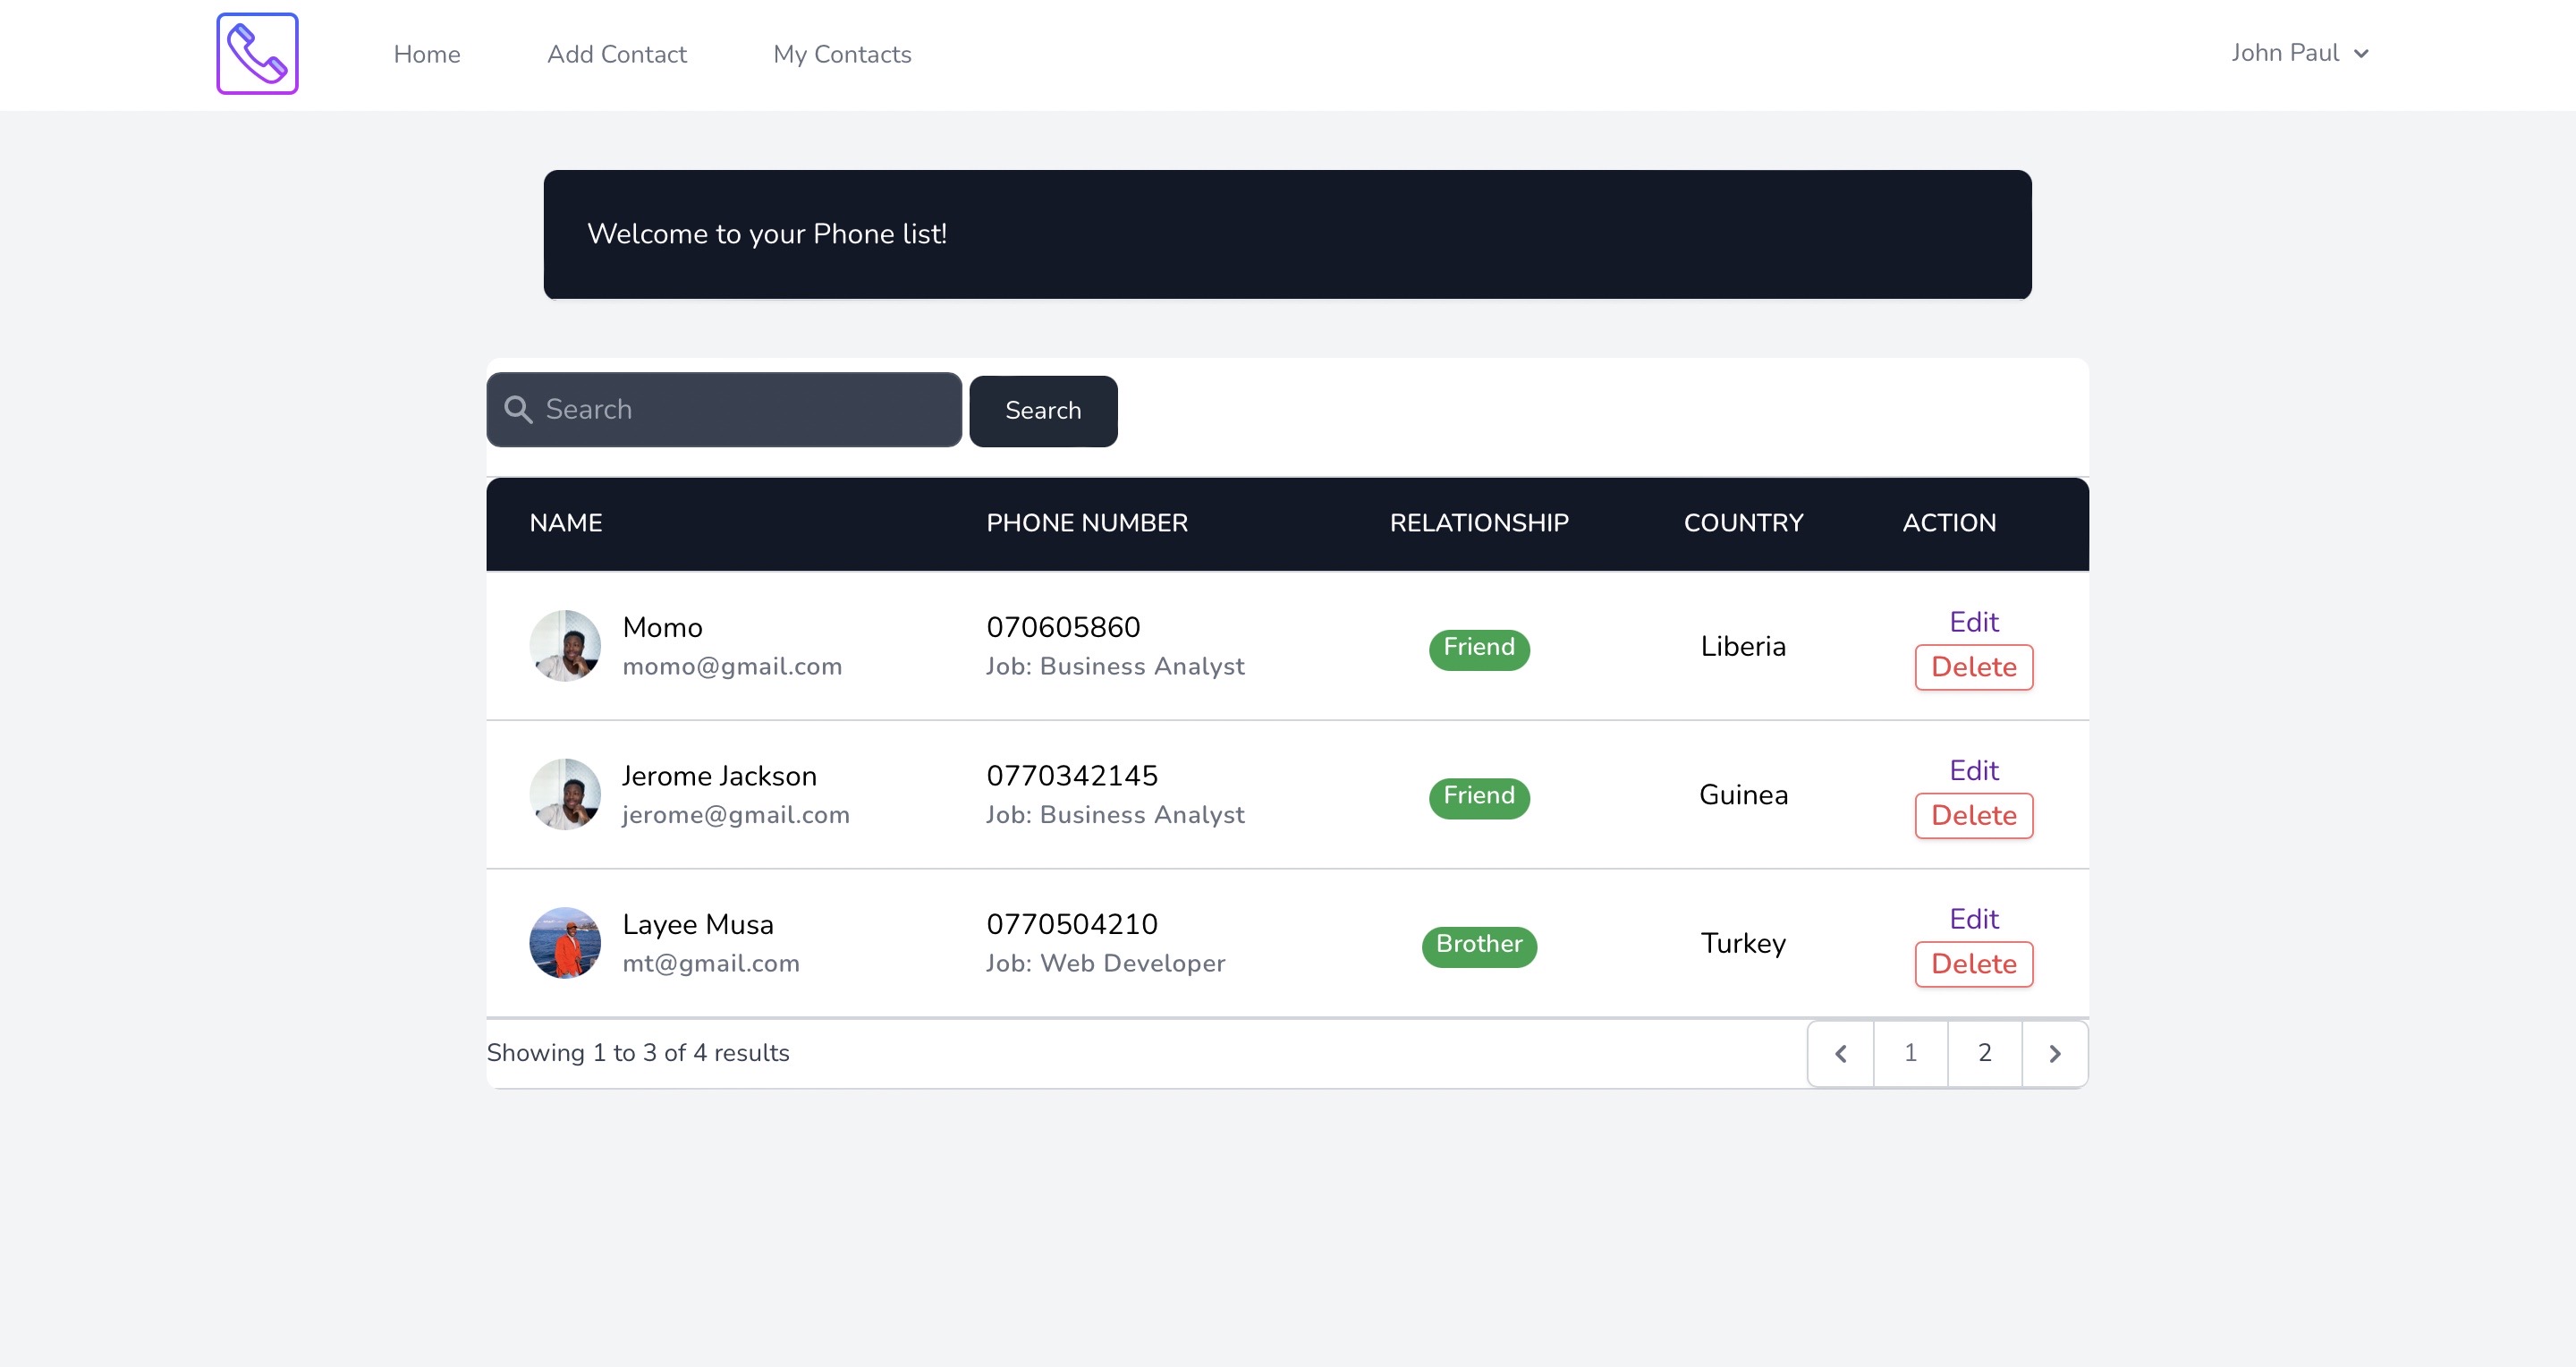 Home Add Contact My Contacts John Paul
Welcome to your Phone list!
Search Search
NAME PHONE NUMBER RELATIONSHIP COUNTRY ACTION
Momo 070605860 Friend Liberia Edit
momo@gmail.com Job: Business Analyst Delete
Jerome Jackson 0770342145 Friend Guinea Edit
jerome@gmail.com Job: Business Analyst Delete
Layee Musa 0770504210 Brother Turkey Edit
mt@gmail.com Job: Web Developer Delete
Showing 1 to 3 of 4 results 1 2